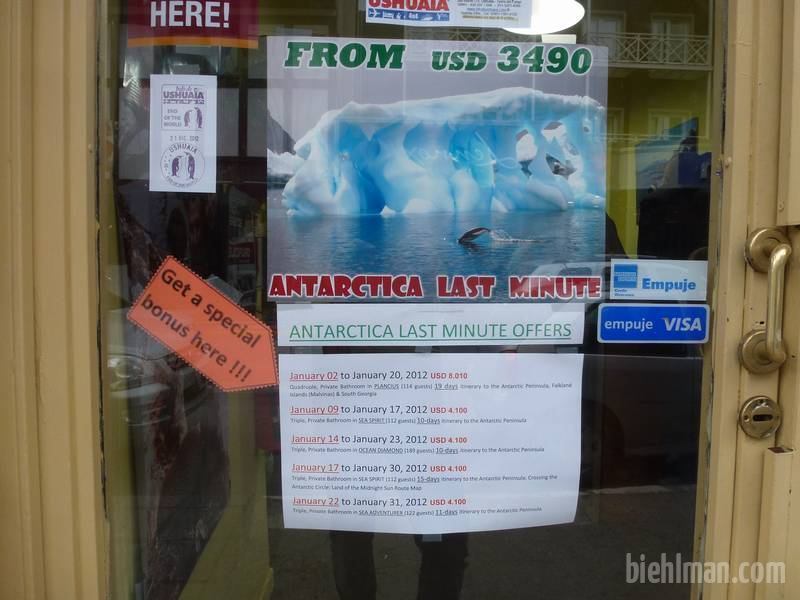 HERE!
USHUAIA
FROM USD 3490
USHUAIA
END
OF THE
WORLD
USHUAIA
ANTARCTICA LAST MINUTE
Empuje
empuje VISA
Get a special
bonus here !!!
ANTARCTICA LAST MINUTE OFFERS
January 02 to January 20, 2012 USD 8.010
Quadruple, Private Bathroom in PLANCIUS (114 guests) 19 days itinerary to the Antarctic Peninsula, Falkland
Islands (Malvinas) & South Georgia
January 09 to January 17, 2012 USD 4.100
Triple, Private Bathroom in SEA SPIRIT (112 guests) 10-days itinerary to the Antarctic Peninsula
January 14 to January 23, 2012 USD 4.100
Triple, Private Bathroom in OCEAN DIAMOND (189 guests) 10-days itinerary to the Antarctic Peninsula
January 17 to January 30, 2012 USD 4.100
Triple, Private Bathroom in SEA SPIRIT (112 guests) 15-days itinerary to the Antarctic Peninsula; Crossing the
Antarctic Circle: Land of the Midnight Sun Route Map
January 22 to January 31, 2012 USD 4.100
Triple, Private Bathroom in SEA ADVENTURER (122 guests) 11-days itinerary to the Antarctic Peninsula
biehlman.com